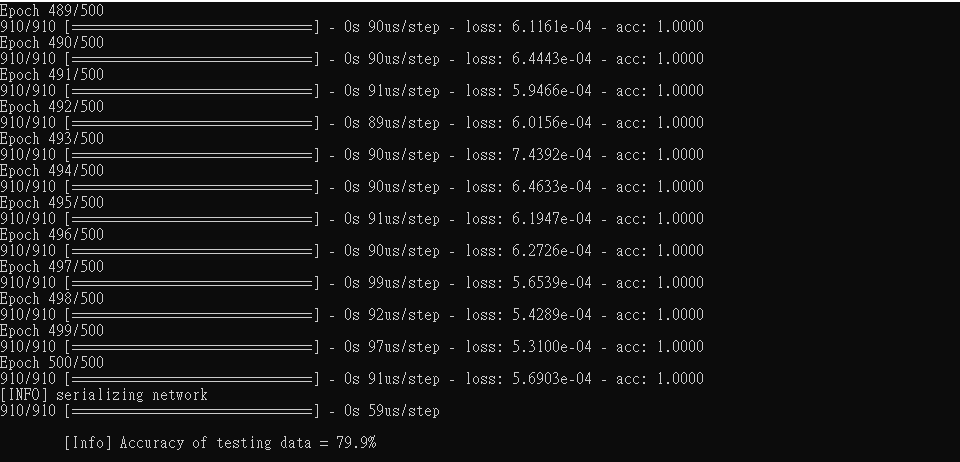 Epoch 489/500
910/910 [==============================] - 0s 90us/step - loss: 6.1161e-04 - acc: 1.0000
Epoch 490/500
910/910 [==============================] - 0s 90us/step - loss: 6.4443e-04 - acc: 1.0000
Epoch 491/500
910/910 [==============================] - 0s 91us/step - loss: 5.9466e-04 - acc: 1.0000
Epoch 492/500
910/910 [==============================] - 0s 89us/step - loss: 6.0156e-04 - acc: 1.0000
Epoch 493/500
910/910 [==============================] - 0s 90us/step - loss: 7.4392e-04 - acc: 1.0000
Epoch 494/500
910/910 [==============================] - 0s 90us/step - loss: 6.4633e-04 - acc: 1.0000
Epoch 495/500
910/910 [==============================] - 0s 91us/step - loss: 6.1947e-04 - acc: 1.0000
Epoch 496/500
910/910 [==============================] - 0s 90us/step - loss: 6.2726e-04 - acc: 1.0000
Epoch 497/500
910/910 [==============================] - 0s 99us/step - loss: 5.6539e-04 - acc: 1.0000
Epoch 498/500
910/910 [==============================] - 0s 92us/step - loss: 5.4289e-04 - acc: 1.0000
Epoch 499/500
910/910 [==============================] - 0s 97us/step - loss: 5.3100e-04 - acc: 1.0000
Epoch 500/500
910/910 [==============================] - 0s 91us/step - loss: 5.6903e-04 - acc: 1.0000
[INFO] serializing network
910/910 [==============================] - 0s 59us/step
[Info] Accuracy of testing data = 79.9%